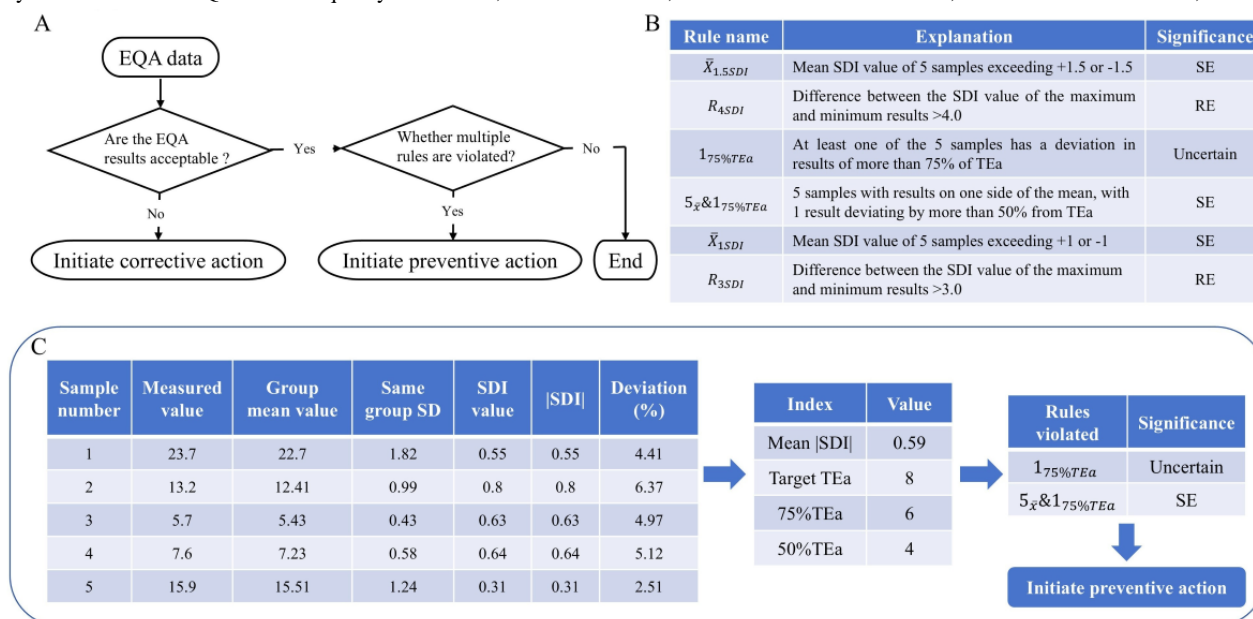 A
EQA data
Are the EQA
results acceptable ?
Yes
Whether multiple
rules are violated?
No
No
Yes
Initiate corrective action
Initiate preventive action
End
B
Rule name Explanation Significance
X̄1.5SDI Mean SDI value of 5 samples exceeding +1.5 or -1.5 SE
R4SDI Difference between the SDI value of the maximum
and minimum results >4.0 RE
175%TEa At least one of the 5 samples has a deviation in
results of more than 75% of TEa Uncertain
5x̄&175%TEa 5 samples with results on one side of the mean, with
1 result deviating by more than 50% from TEa SE
X̄1SDI Mean SDI value of 5 samples exceeding +1 or -1 SE
R3SDI Difference between the SDI value of the maximum
and minimum results >3.0 RE
C
Sample number Measured value Group mean value Same group SD SDI value |SDI| Deviation (%)
1 23.7 22.7 1.82 0.55 0.55 4.41
2 13.2 12.41 0.99 0.8 0.8 6.37
3 5.7 5.43 0.43 0.63 0.63 4.97
4 7.6 7.23 0.58 0.64 0.64 5.12
5 15.9 15.51 1.24 0.31 0.31 2.51
Index Value
Mean |SDI| 0.59
Target TEa 8
75%TEa 6
50%TEa 4
Rules violated Significance
175%TEa Uncertain
5x̄&175%TEa SE
Initiate preventive action